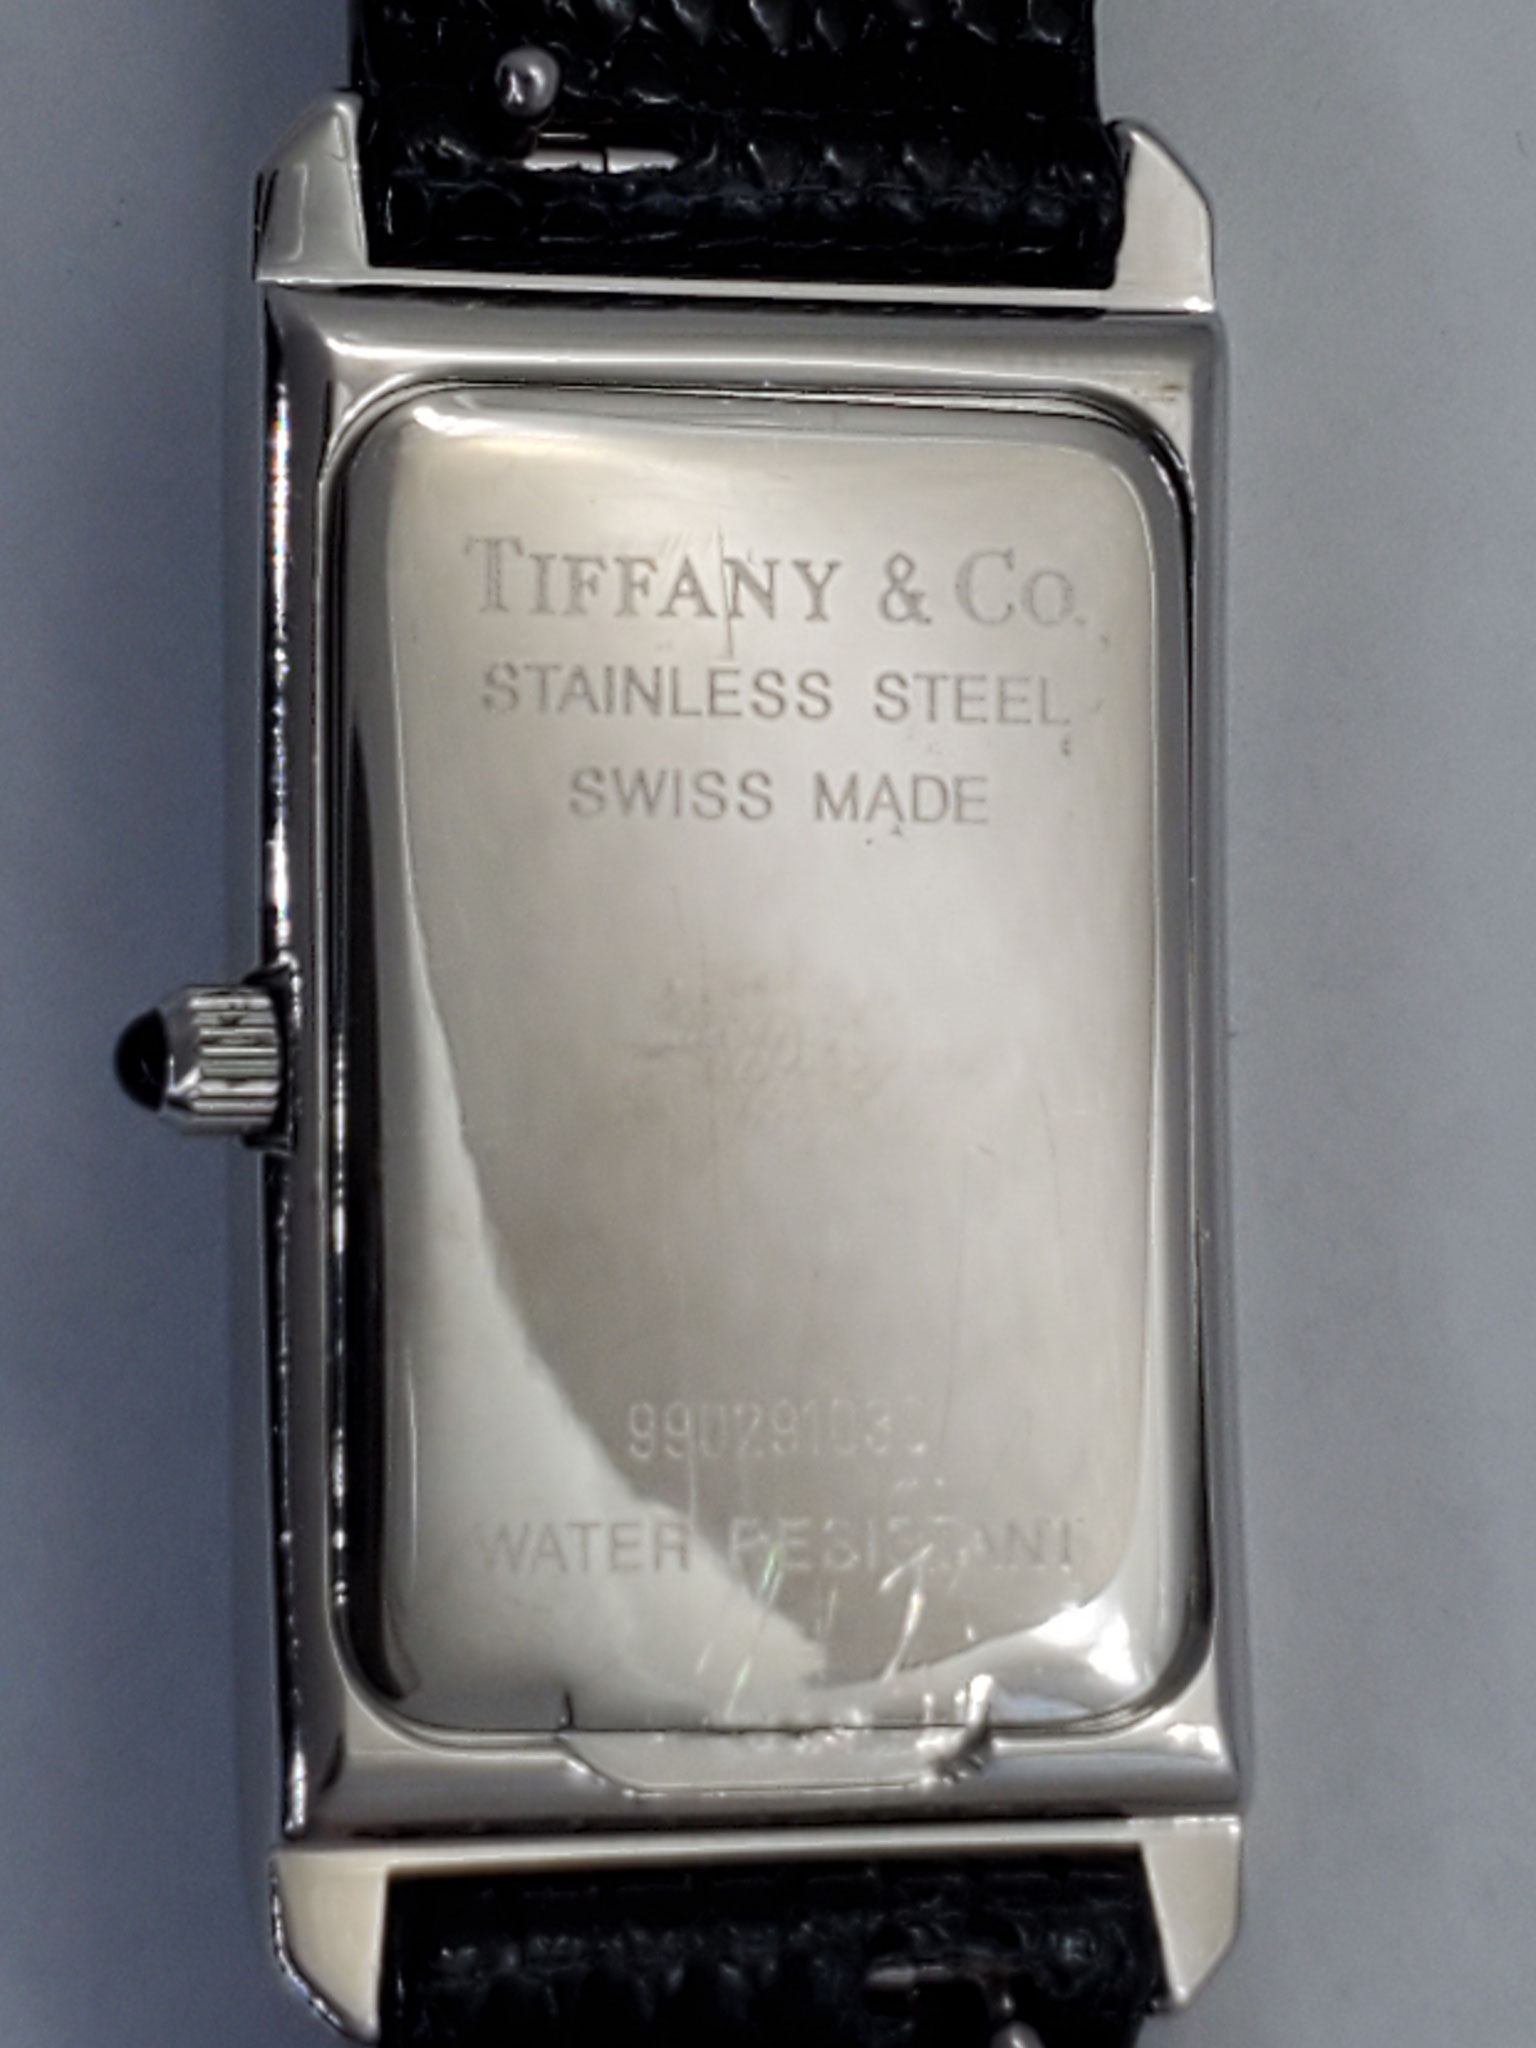 TIFFANY & CO.
STAINLESS STEEL
SWISS MADE
WATER RESISTANT